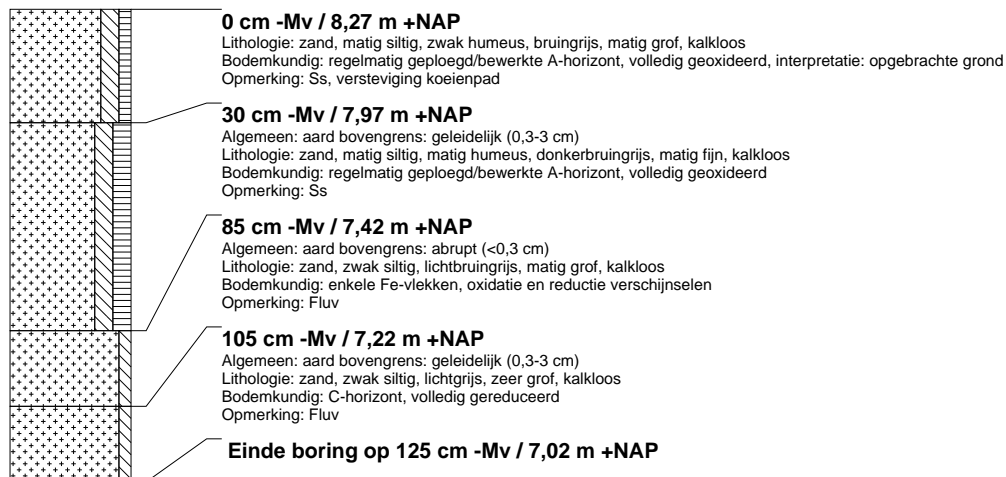 0 cm -Mv / 8,27 m +NAP
Lithologie: zand, matig siltig, zwak humeus, bruingrijs, matig grof, kalkloos
Bodemkundig: regelmatig geploegd/bewerkte A-horizont, volledig geoxideerd, interpretatie: opgebrachte grond
Opmerking: Ss, versteviging koeienpad
30 cm -Mv / 7,97 m +NAP
Algemeen: aard bovengrens: geleidelijk (0,3-3 cm)
Lithologie: zand, matig siltig, matig humeus, donkerbruingrijs, matig fijn, kalkloos
Bodemkundig: regelmatig geploegd/bewerkte A-horizont, volledig geoxideerd
Opmerking: Ss
85 cm -Mv / 7,42 m +NAP
Algemeen: aard bovengrens: abrupt (<0,3 cm)
Lithologie: zand, zwak siltig, lichtbruingrijs, matig grof, kalkloos
Bodemkundig: enkele Fe-vlekken, oxidatie en reductie verschijnselen
Opmerking: Fluv
105 cm -Mv / 7,22 m +NAP
Algemeen: aard bovengrens: geleidelijk (0,3-3 cm)
Lithologie: zand, zwak siltig, lichtgrijs, zeer grof, kalkloos
Bodemkundig: C-horizont, volledig gereduceerd
Opmerking: Fluv
Einde boring op 125 cm -Mv / 7,02 m +NAP